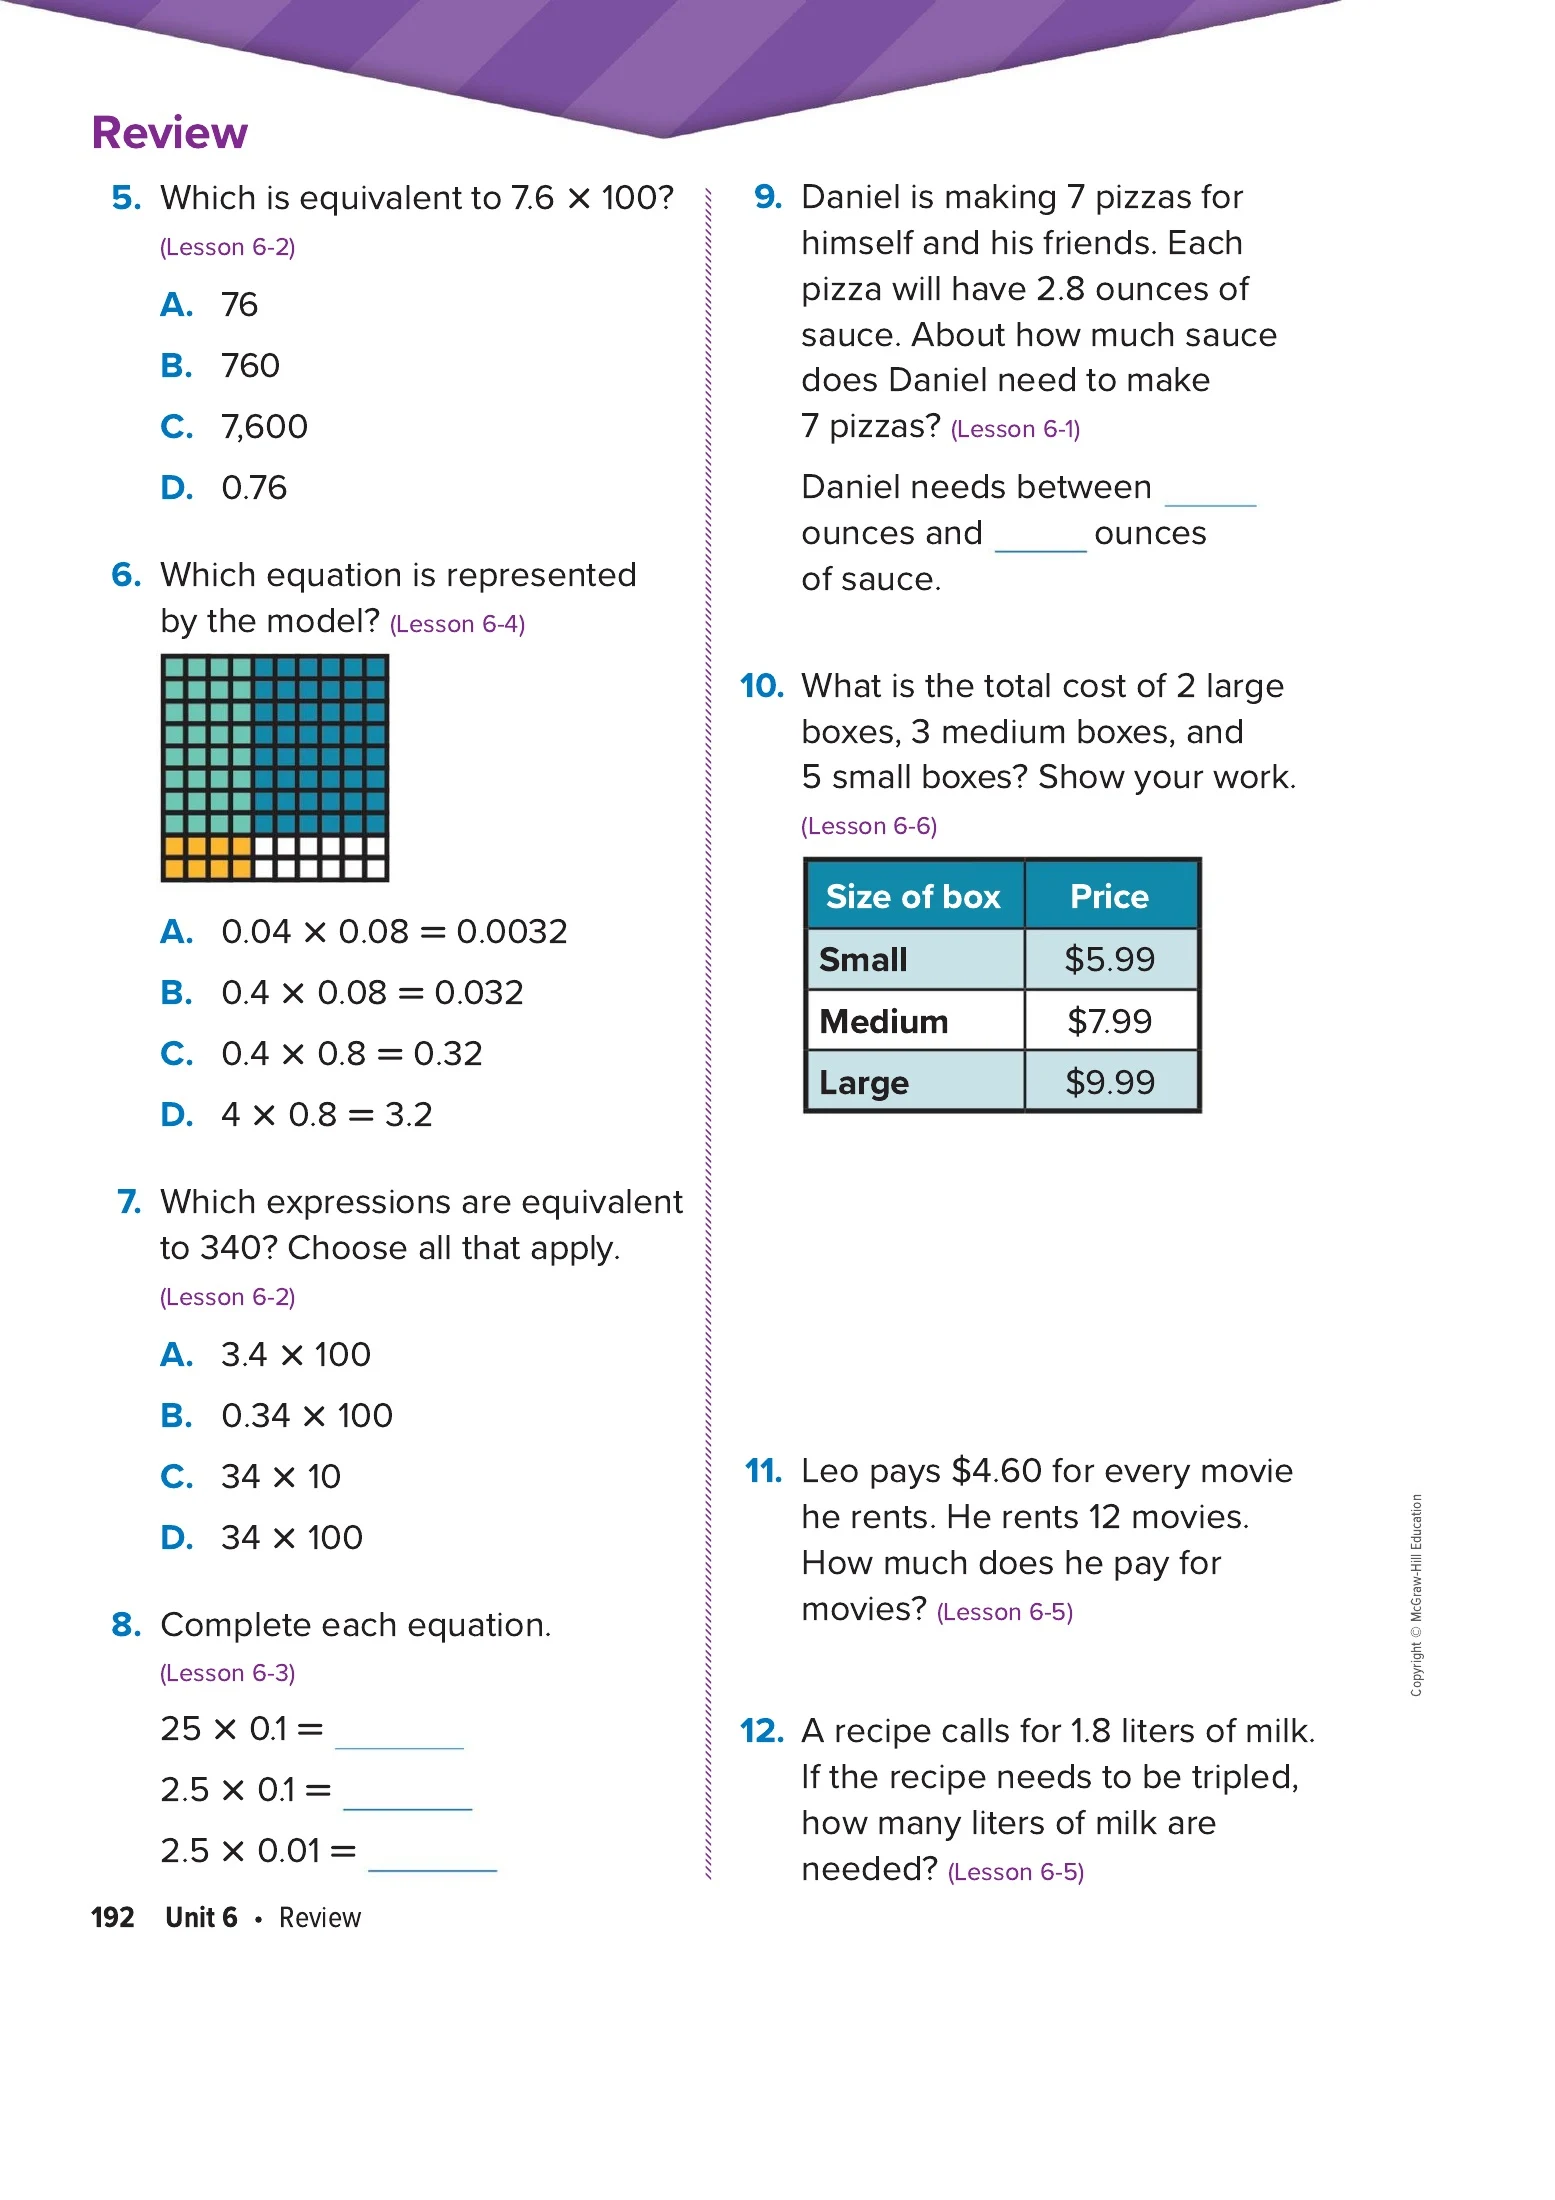 Review
5. Which is equivalent to 7.6 × 100?
(Lesson 6-2)
A. 76
B. 760
C. 7,600
D. 0.76
6. Which equation is represented
by the model? (Lesson 6-4)
A. 0.04 × 0.08 = 0.0032
B. 0.4 × 0.08 = 0.032
C. 0.4 × 0.8 = 0.32
D. 4 × 0.8 = 3.2
7. Which expressions are equivalent
to 340? Choose all that apply.
(Lesson 6-2)
A. 3.4 × 100
B. 0.34 × 100
C. 34 × 10
D. 34 × 100
8. Complete each equation.
(Lesson 6-3)
25 × 0.1 = ______
2.5 × 0.1 = ______
2.5 × 0.01 = ______
9. Daniel is making 7 pizzas for
himself and his friends. Each
pizza will have 2.8 ounces of
sauce. About how much sauce
does Daniel need to make
7 pizzas? (Lesson 6-1)
Daniel needs between ____
ounces and ____ ounces
of sauce.
10. What is the total cost of 2 large
boxes, 3 medium boxes, and
5 small boxes? Show your work.
(Lesson 6-6)
Size of box Price
Small $5.99
Medium $7.99
Large $9.99
11. Leo pays $4.60 for every movie
he rents. He rents 12 movies.
How much does he pay for
movies? (Lesson 6-5)
12. A recipe calls for 1.8 liters of milk.
If the recipe needs to be tripled,
how many liters of milk are
needed? (Lesson 6-5)
Copyright © McGraw-Hill Education
192 Unit 6 • Review